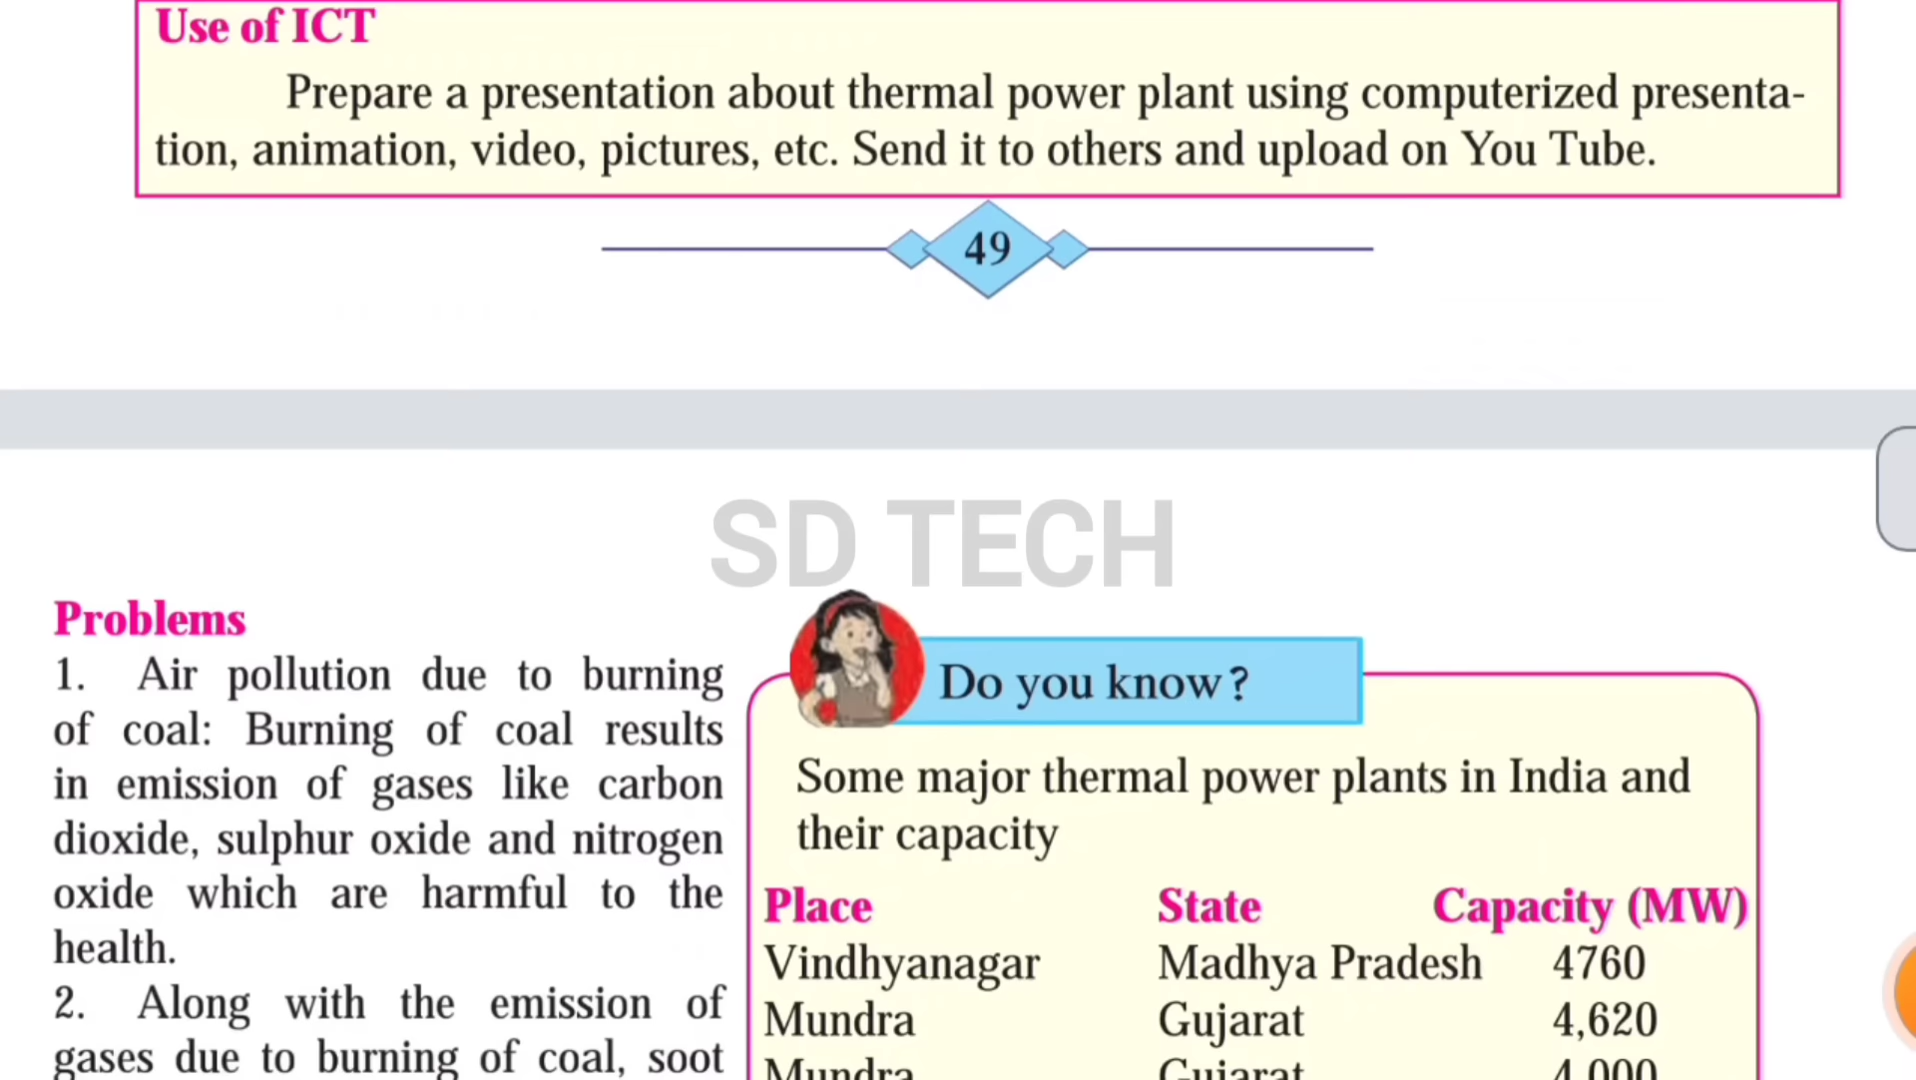 Use of ICT
Prepare a presentation about thermal power plant using computerized presenta-
tion, animation, video, pictures, etc. Send it to others and upload on You Tube.
49
SD TECH
Problems
1. Air pollution due to burning
of coal: Burning of coal results
in emission of gases like carbon
dioxide, sulphur oxide and nitrogen
oxide which are harmful to the
health.
2. Along with the emission of
gases due to burning of coal, soot
Do you know?
Some major thermal power plants in India and
their capacity
Place State Capacity (MW)
Vindhyanagar Madhya Pradesh 4760
Mundra Gujarat 4,620
Mundra Gujarat 4,000